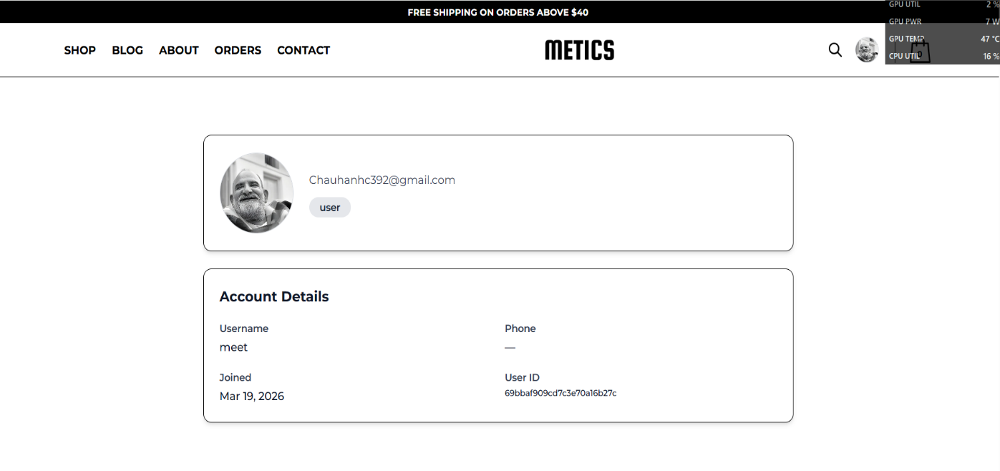 FREE SHIPPING ON ORDERS ABOVE $40
GPU UTIL 2 %
GPU PWR 7 W
GPU TEMP 47 °C
CPU UTIL 16 %
SHOP BLOG ABOUT ORDERS CONTACT
METICS
0
Chauhanhc392@gmail.com
user
Account Details
Username
meet
Phone
—
Joined
Mar 19, 2026
User ID
69bbaf909cd7c3e70a16b27c